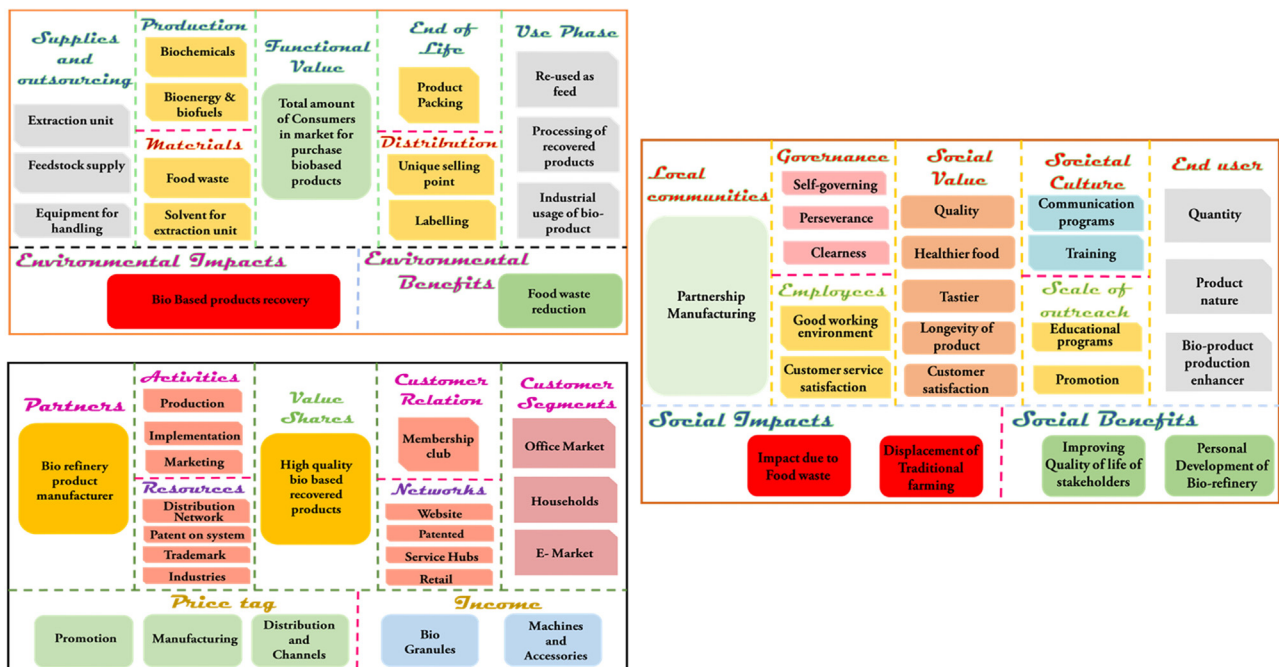 Supplies
and
outsourcing
Extraction unit
Feedstock supply
Equipment for
handling
Production
Biochemicals
Bioenergy &
biofuels
Materials
Food waste
Solvent for
extraction unit
Functional
Value
Total amount
of Consumers
in market for
purchase
biobased
products
End of
Life
Product
Packing
Distribution
Unique selling
point
Labelling
Use Phase
Re-used as
feed
Processing of
recovered
products
Industrial
usage of bio-
product
Environmental Impacts
Bio Based products recovery
Environmental
Benefits
Food waste
reduction
Partners
Bio refinery
product
manufacturer
Activities
Production
Implementation
Marketing
Resources
Distribution
Network
Patent on system
Trademark
Industries
Value
Shares
High quality
bio based
recovered
products
Customer
Relation
Membership
club
Networks
Website
Patented
Service Hubs
Retail
Customer
Segments
Office Market
Households
E- Market
Price tag
Promotion
Manufacturing
Distribution
and
Channels
Income
Bio
Granules
Machines
and
Accessories
Local
communities
Partnership
Manufacturing
Governance
Self-governing
Perseverance
Clearness
Employees
Good working
environment
Customer service
satisfaction
Social
Value
Quality
Healthier food
Tastier
Longevity of
product
Customer
satisfaction
Societal
Culture
Communication
programs
Training
Scale of
outreach
Educational
programs
Promotion
End user
Quantity
Product
nature
Bio-product
production
enhancer
Social Impacts
Impact due to
Food waste
Displacement of
Traditional
farming
Social Benefits
Improving
Quality of life of
stakeholders
Personal
Development of
Bio-refinery